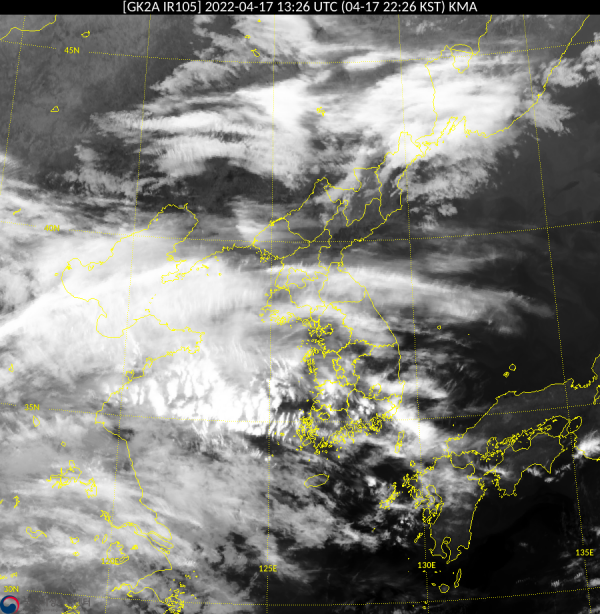 [GK2A IR105] 2022-04-17 13:26 UTC (04-17 22:26 KST) KMA
45N
40N
35N
125E
130E
135E
30N